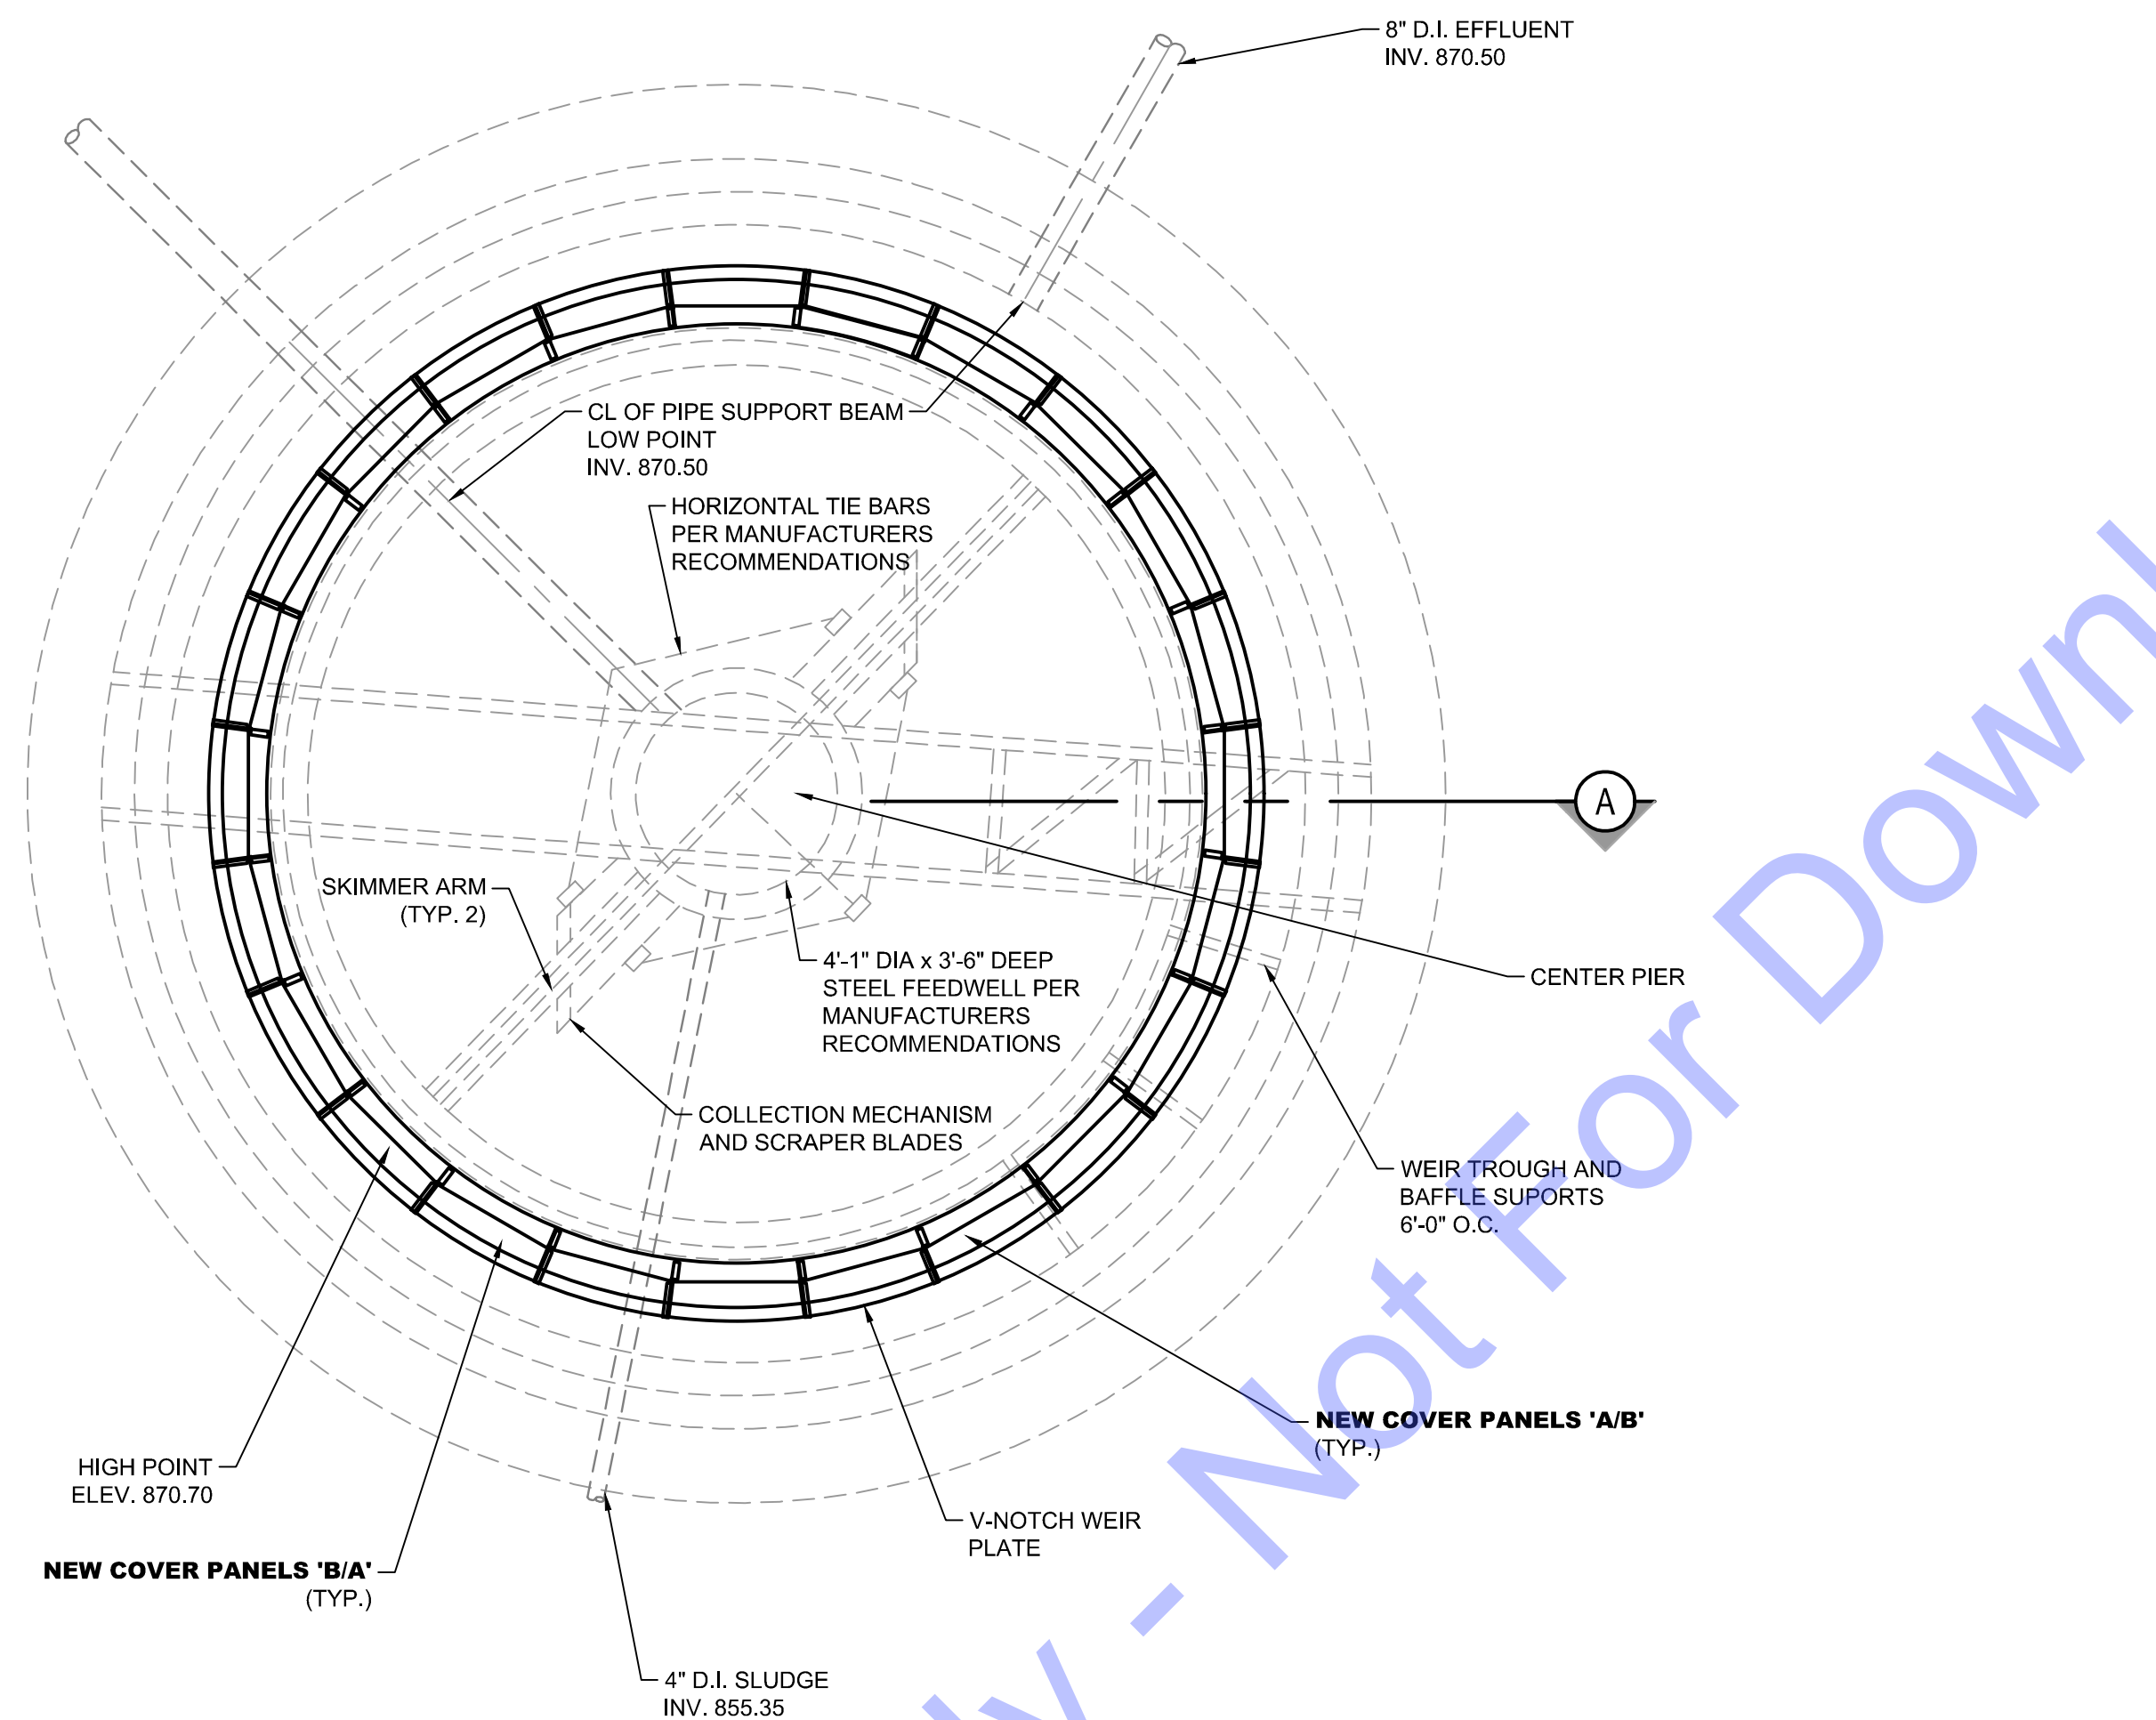 8" D.I. EFFLUENT
INV. 870.50
CL OF PIPE SUPPORT BEAM
LOW POINT
INV. 870.50
HORIZONTAL TIE BARS
PER MANUFACTURERS
RECOMMENDATIONS
A
SKIMMER ARM
(TYP. 2)
4'-1" DIA x 3'-6" DEEP
STEEL FEEDWELL PER
MANUFACTURERS
RECOMMENDATIONS
CENTER PIER
COLLECTION MECHANISM
AND SCRAPER BLADES
WEIR TROUGH AND
BAFFLE SUPORTS
6'-0" O.C.
NEW COVER PANELS 'A/B'
(TYP.)
HIGH POINT
ELEV. 870.70
V-NOTCH WEIR
PLATE
NEW COVER PANELS 'B/A'
(TYP.)
4" D.I. SLUDGE
INV. 855.35
- Not For Downl